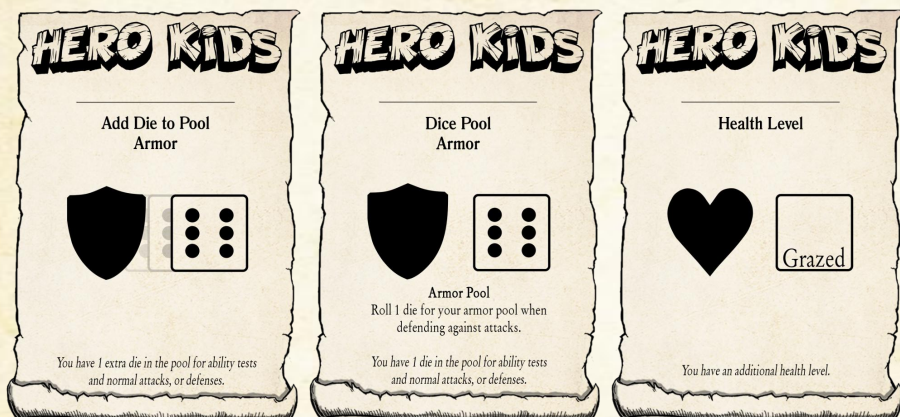 HERO KiDS
Add Die to Pool
Armor
You have 1 extra die in the pool for ability tests
and normal attacks, or defenses.
HERO KiDS
Dice Pool
Armor
Armor Pool
Roll 1 die for your armor pool when
defending against attacks.
You have 1 die in the pool for ability tests
and normal attacks, or defenses.
HERO KiDS
Health Level
Grazed
You have an additional health level.